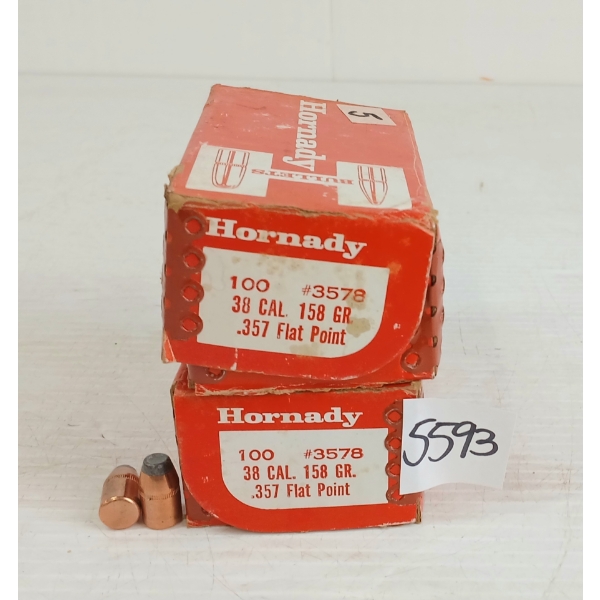 5
Hornady
BULLETS
Hornady
100 #3578
38 CAL. 158 GR.
.357 Flat Point
Hornady
100 #3578
38 CAL. 158 GR.
.357 Flat Point
5593